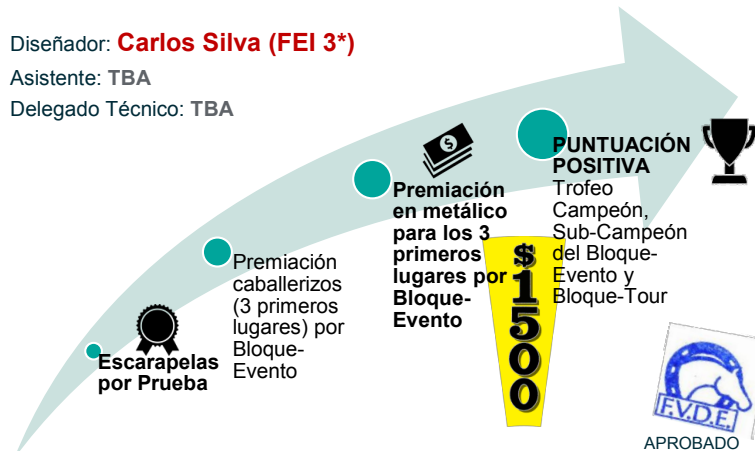 Diseñador: Carlos Silva (FEI 3*)
Asistente: TBA
Delegado Técnico: TBA
Escarapelas
por Prueba
Premiación
caballerizos
(3 primeros
lugares) por
Bloque-
Evento
$
Premiación
en metálico
para los 3
primeros
lugares por
Bloque-
Evento
$1500
PUNTUACIÓN
POSITIVA
Trofeo
Campeón,
Sub-Campeón
del Bloque-
Evento y
Bloque-Tour
F.V.D.E.
APROBADO